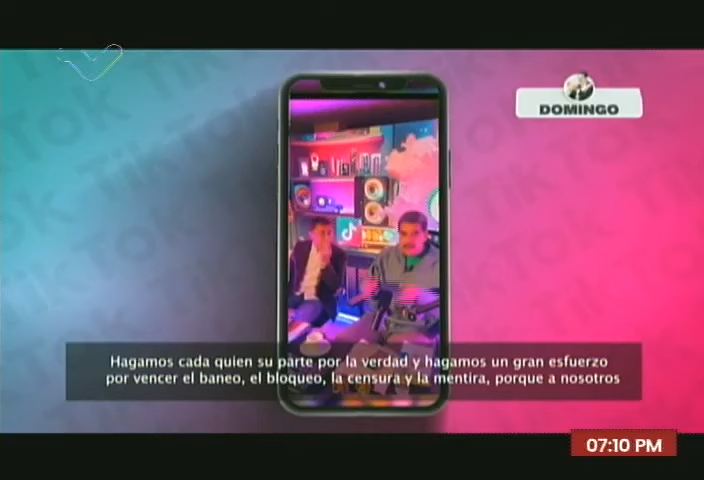 DOMINGO
Hagamos cada quien su parte por la verdad y hagamos un gran esfuerzo
por vencer el baneo, el bloqueo, la censura y la mentira, porque a nosotros
07:10 PM
TikTok